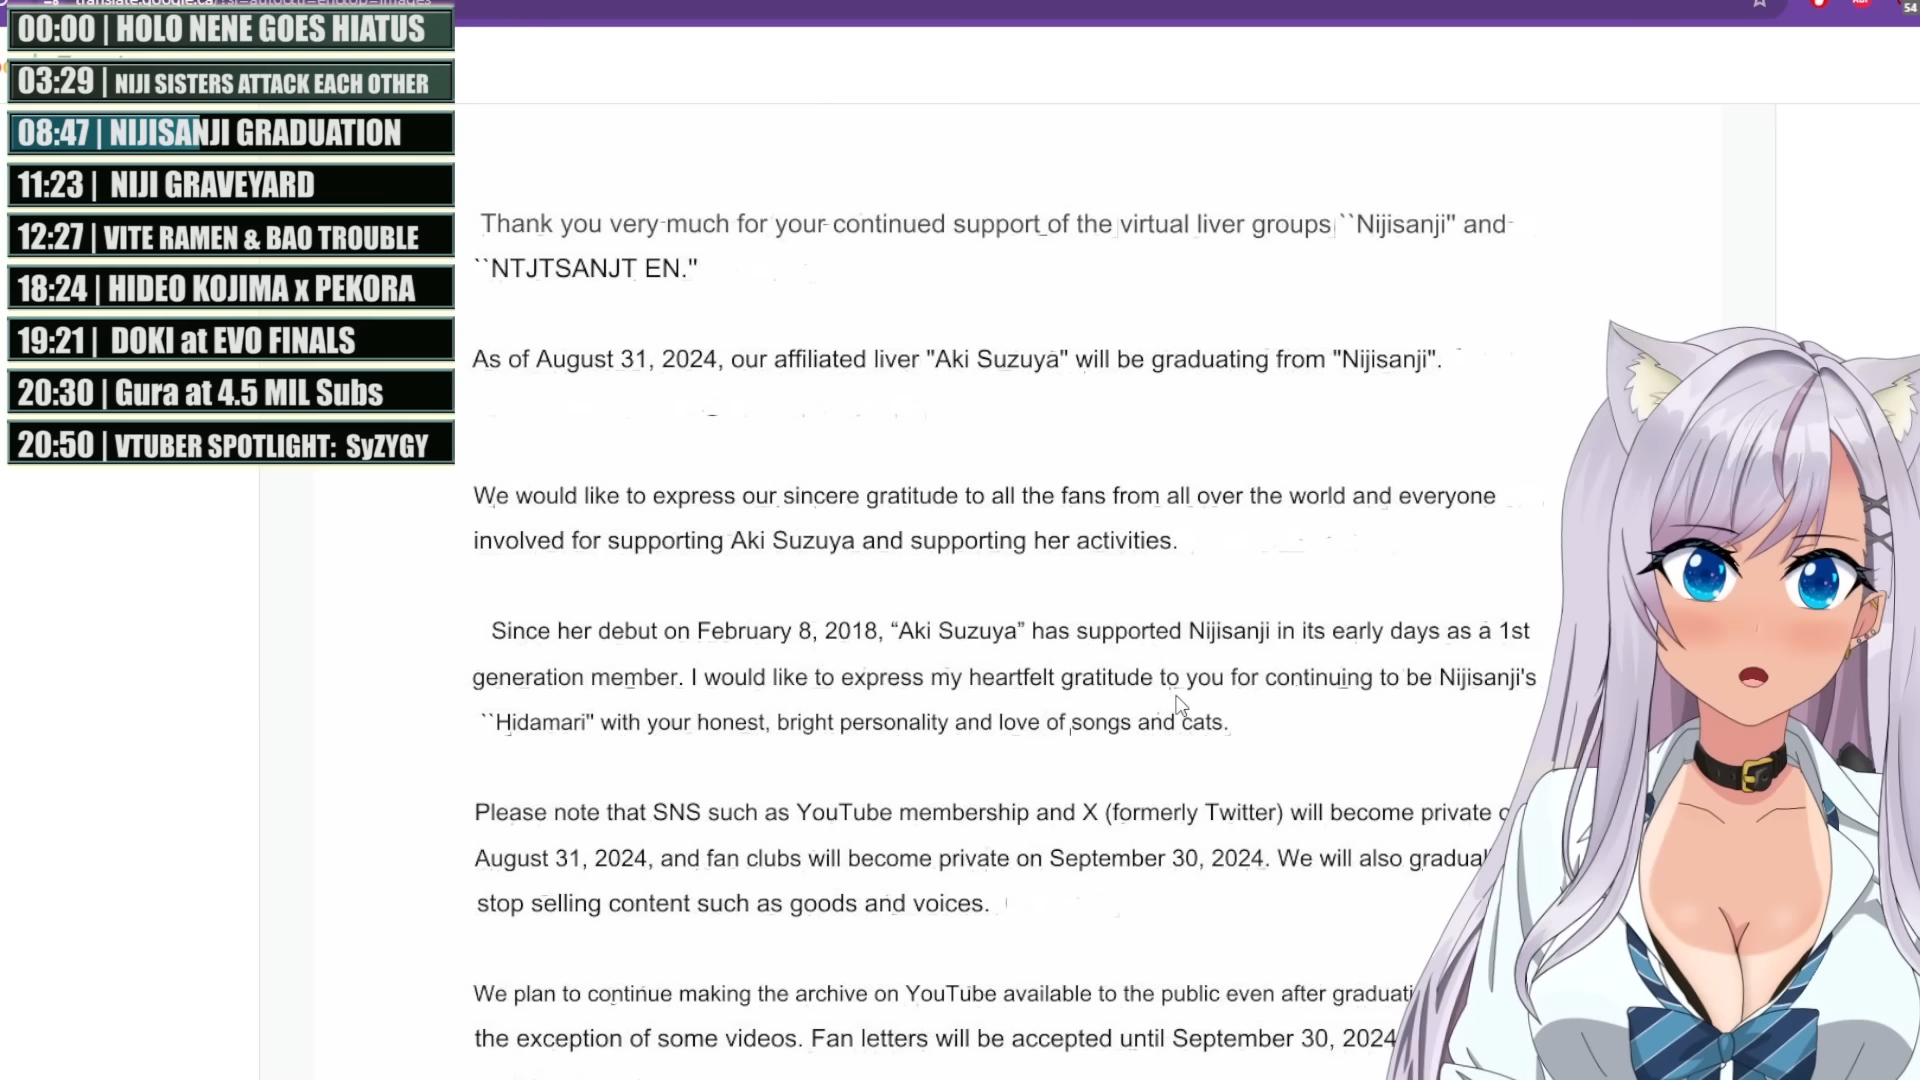 54
00:00 | HOLO NENE GOES HIATUS
03:29 | NIJI SISTERS ATTACK EACH OTHER
08:47 | NIJISANJI GRADUATION
11:23 | NIJI GRAVEYARD
12:27 | VITE RAMEN & BAO TROUBLE
18:24 | HIDEO KOJIMA x PEKORA
19:21 | DOKI at EVO FINALS
20:30 | Gura at 4.5 MIL Subs
20:50 | VTUBER SPOTLIGHT: SyZYGY
Thank you very much for your continued support of the virtual liver groups ``Nijisanji" and
``NTJTSANJT EN."
As of August 31, 2024, our affiliated liver "Aki Suzuya" will be graduating from "Nijisanji".
We would like to express our sincere gratitude to all the fans from all over the world and everyone
involved for supporting Aki Suzuya and supporting her activities.
Since her debut on February 8, 2018, “Aki Suzuya” has supported Nijisanji in its early days as a 1st
generation member. I would like to express my heartfelt gratitude to you for continuing to be Nijisanji's
``Hidamari" with your honest, bright personality and love of songs and cats.
Please note that SNS such as YouTube membership and X (formerly Twitter) will become private
August 31, 2024, and fan clubs will become private on September 30, 2024. We will also gradual
stop selling content such as goods and voices.
We plan to continue making the archive on YouTube available to the public even after graduati
the exception of some videos. Fan letters will be accepted until September 30, 2024